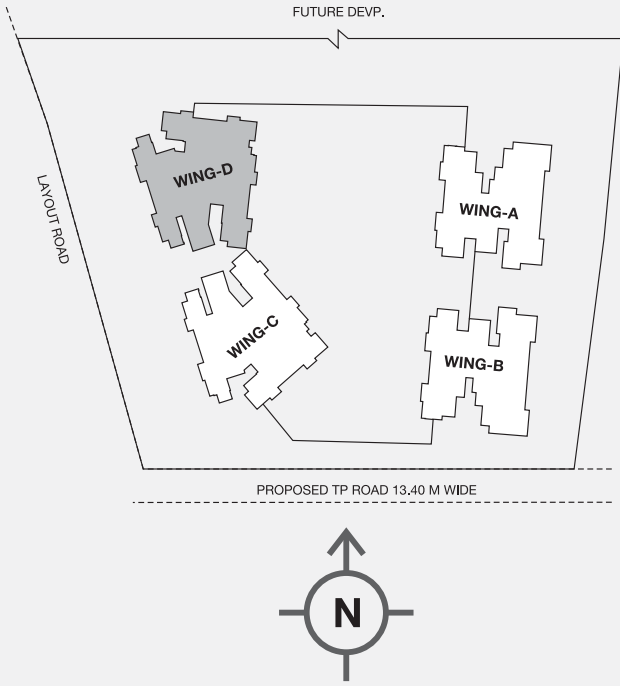 FUTURE DEVP.
WING-D
WING-A
LAYOUT ROAD
WING-C
WING-B
PROPOSED TP ROAD 13.40 M WIDE
N